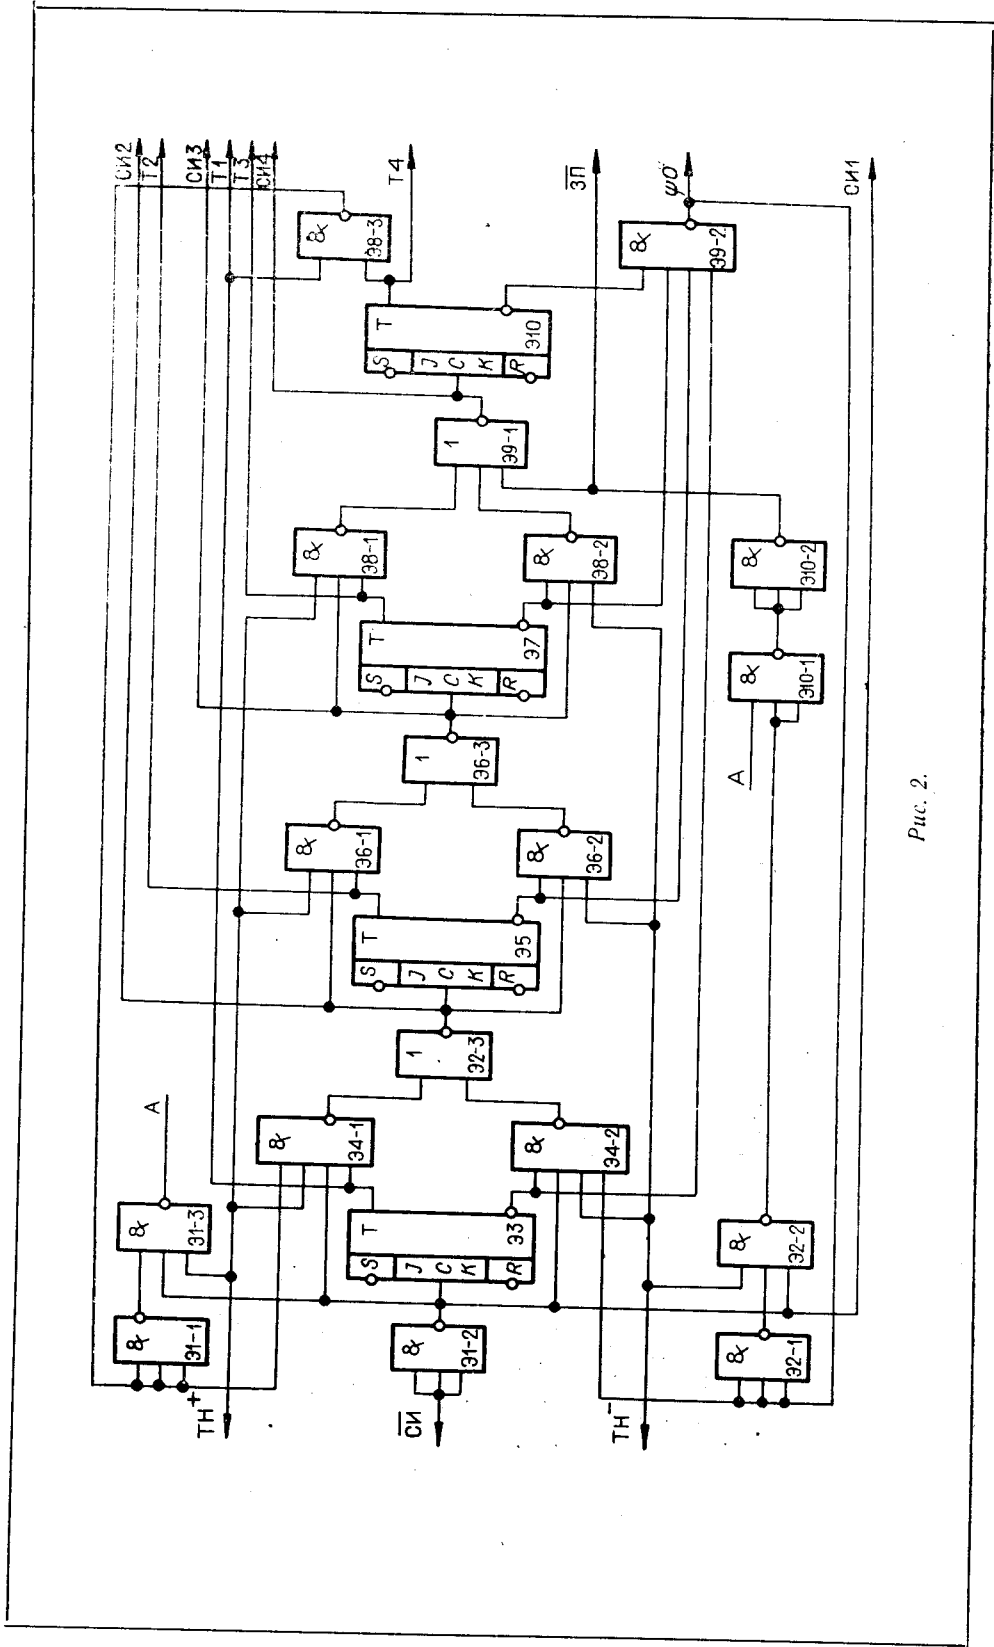 СИ2
Т2
СИ3
Т1
Т3
СИ4
Т4
ЗП
φ0
СИ1
&
Э8-3
&
Э9-2
S
J
C
K
R
T
Э10
1
Э9-1
&
Э8-1
&
Э8-2
&
Э10-2
&
Э10-1
А
S
J
C
K
R
T
Э7
1
Э6-3
&
Э6-1
&
Э6-2
S
J
C
K
R
T
Э5
1
Э2-3
А
&
Э4-1
&
Э4-2
&
Э1-3
S
J
C
K
R
T
Э3
&
Э2-2
&
Э1-1
&
Э1-2
&
Э2-1
ТН+
СИ
ТН-
Рис. 2.